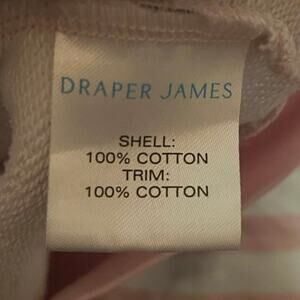 DRAPER JAMES
SHELL:
100% COTTON
TRIM:
100% COTTON